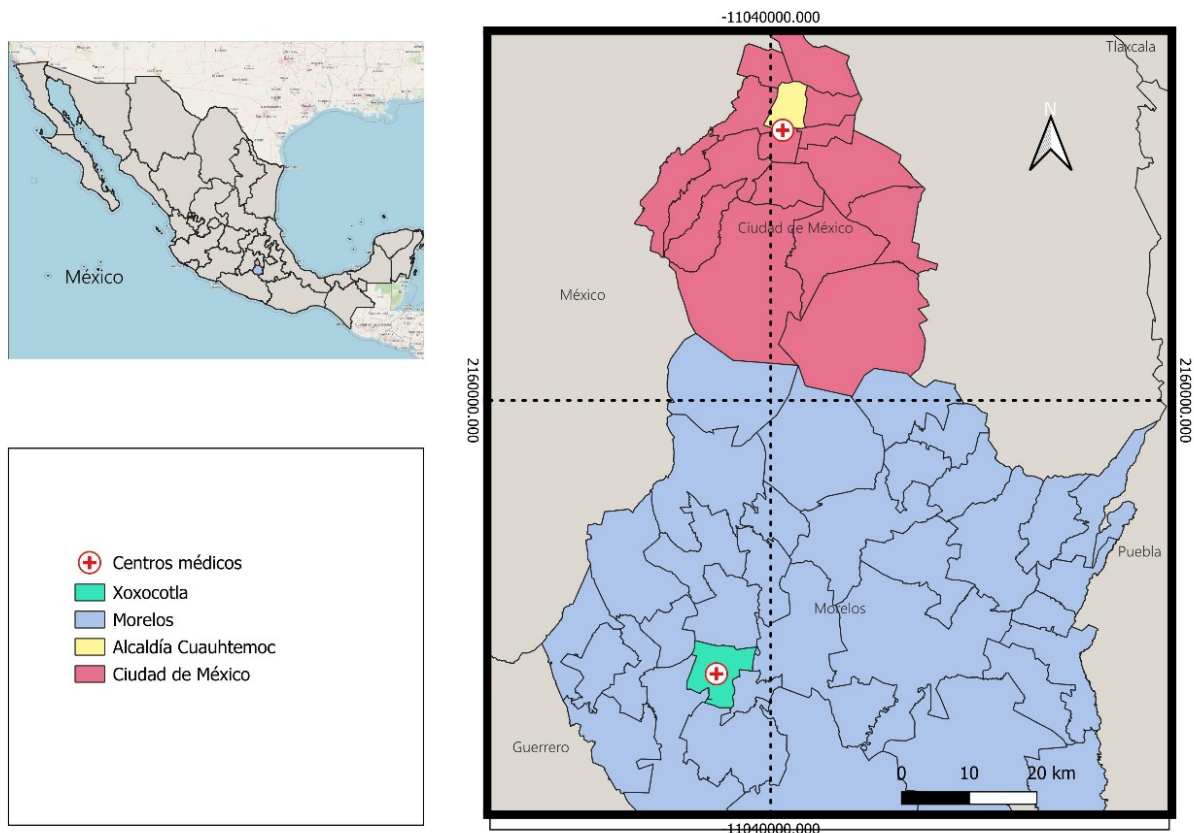 México
Centros médicos
Xoxocotla
Morelos
Alcaldía Cuauhtemoc
Ciudad de México
-11040000.000
Tlaxcala
N
Ciudad de México
México
2160000.000
2160000.000
Puebla
Morelos
Guerrero
0 10 20 km
-11040000.000